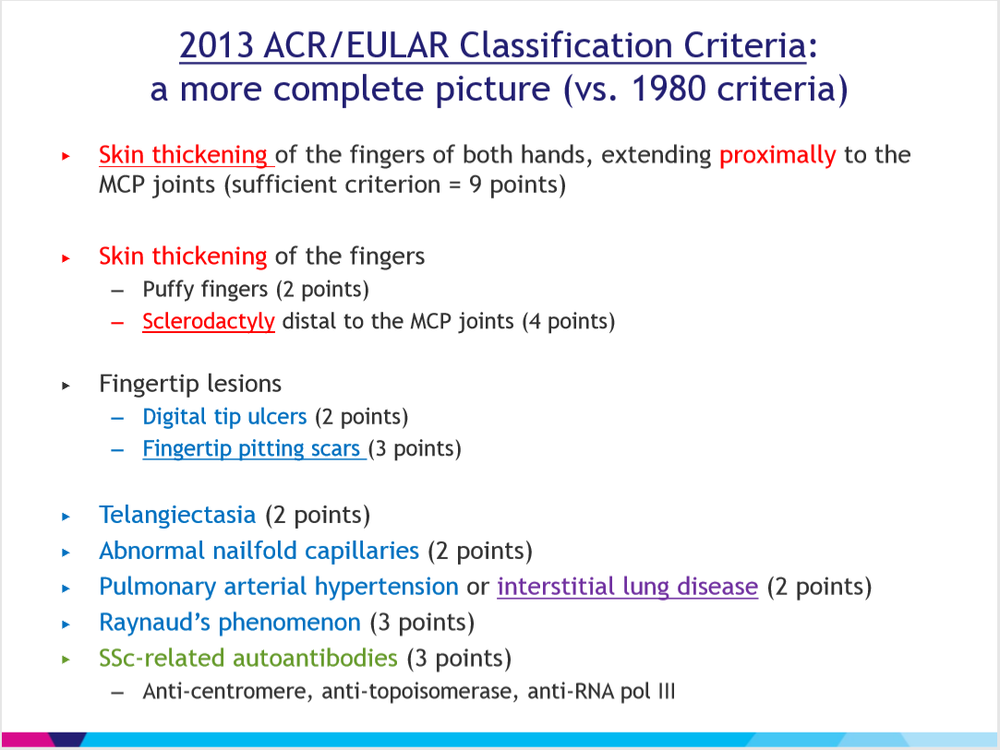 2013 ACR/EULAR Classification Criteria:
a more complete picture (vs. 1980 criteria)
Skin thickening of the fingers of both hands, extending proximally to the
MCP joints (sufficient criterion = 9 points)
Skin thickening of the fingers
– Puffy fingers (2 points)
– Sclerodactyly distal to the MCP joints (4 points)
Fingertip lesions
– Digital tip ulcers (2 points)
– Fingertip pitting scars (3 points)
Telangiectasia (2 points)
Abnormal nailfold capillaries (2 points)
Pulmonary arterial hypertension or interstitial lung disease (2 points)
Raynaud’s phenomenon (3 points)
SSc-related autoantibodies (3 points)
– Anti-centromere, anti-topoisomerase, anti-RNA pol III